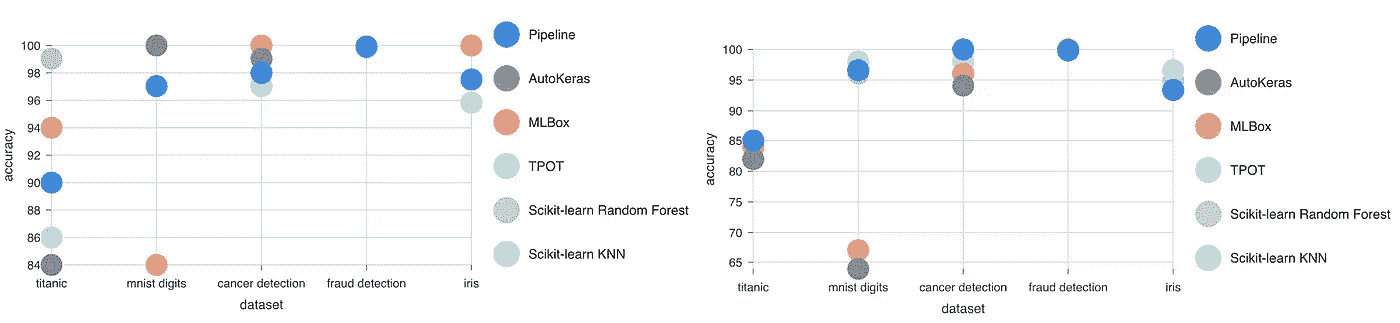 100
98
96
94
92
90
88
86
84
accuracy
titanic
mnist digits
cancer detection
fraud detection
iris
dataset
Pipeline
AutoKeras
MLBox
TPOT
Scikit-learn Random Forest
Scikit-learn KNN
100
95
90
85
80
75
70
65
accuracy
titanic
mnist digits
cancer detection
fraud detection
iris
dataset
Pipeline
AutoKeras
MLBox
TPOT
Scikit-learn Random Forest
Scikit-learn KNN